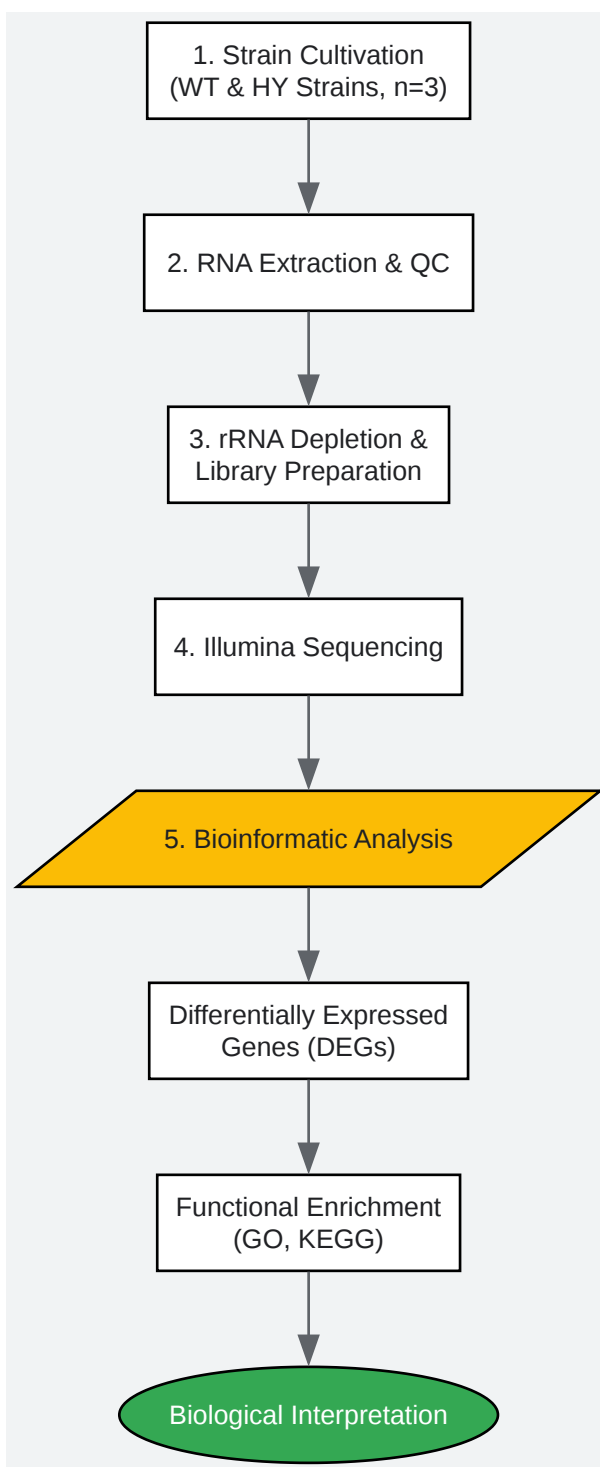 1. Strain Cultivation
(WT & HY Strains, n=3)
2. RNA Extraction & QC
3. rRNA Depletion &
Library Preparation
4. Illumina Sequencing
5. Bioinformatic Analysis
Differentially Expressed
Genes (DEGs)
Functional Enrichment
(GO, KEGG)
Biological Interpretation